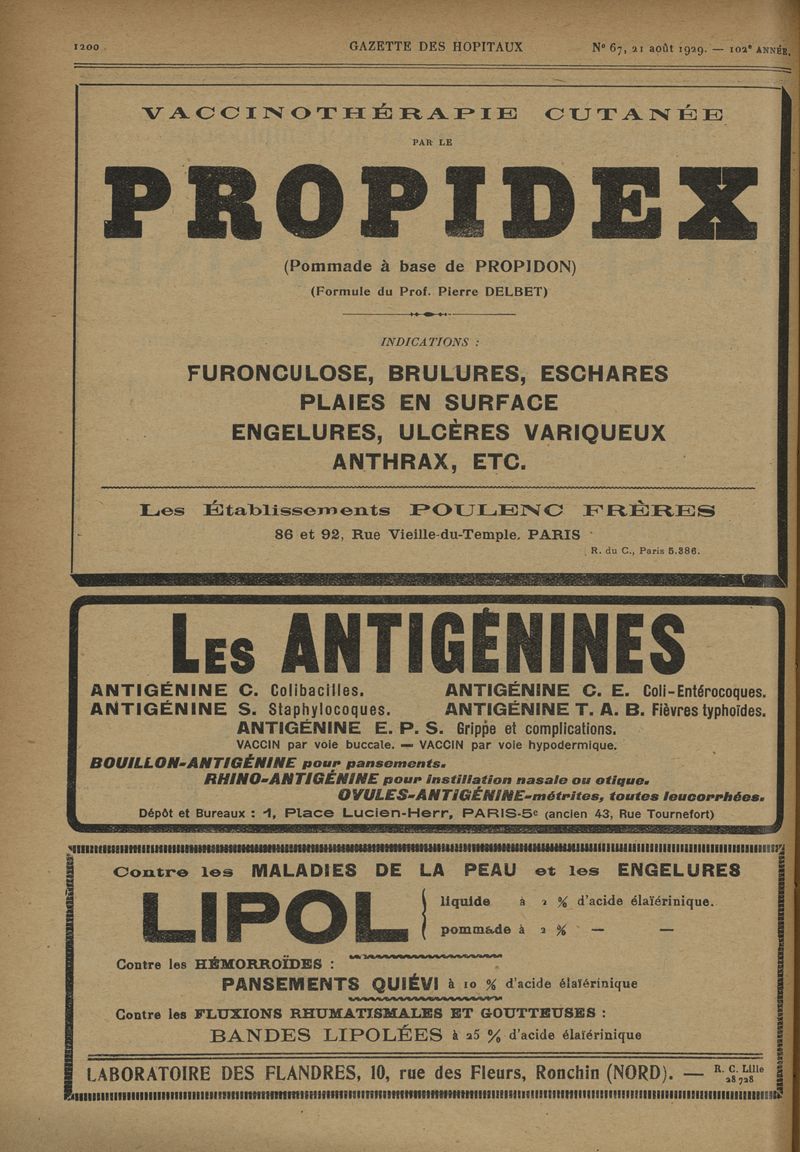 1200
GAZETTE DES HOPITAUX
N° 67, 21 août 1929. — 102e ANNÉE.
VACCINOTHÉRAPIE CUTANÉE
PAR LE
PROPIDEX
(Pommade à base de PROPIDON)
(Formule du Prof. Pierre DELBET)
INDICATIONS :
FURONCULOSE, BRULURES, ESCHARES
PLAIES EN SURFACE
ENGELURES, ULCÈRES VARIQUEUX
ANTHRAX, ETC.
Les Établissements POULENC FRÈRES
86 et 92, Rue Vieille-du-Temple, PARIS
R. du C., Paris 5.386.
LES ANTIGÉNINES
ANTIGÉNINE C. Colibacilles. ANTIGÉNINE C. E. Coli-Entérocoques.
ANTIGÉNINE S. Staphylocoques. ANTIGÉNINE T. A. B. Fièvres typhoïdes.
ANTIGÉNINE E. P. S. Grippe et complications.
VACCIN par voie buccale. — VACCIN par voie hypodermique.
BOUILLON-ANTIGÉNINE pour pansements.
RHINO-ANTIGÉNINE pour instillation nasale ou otique.
OVULES-ANTIGÉNINE-métrites, toutes leucorrhées.
Dépôt et Bureaux : 1, Place Lucien-Herr, PARIS-5e (ancien 43, Rue Tournefort)
Contre les MALADIES DE LA PEAU et les ENGELURES
LIPOL { liquide à 2 % d'acide élaïérinique.
pommade à 2 % — —
Contre les HÉMORROÏDES :
PANSEMENTS QUIÉVI à 10 % d'acide élaïérinique
Contre les FLUXIONS RHUMATISMALES ET GOUTTEUSES :
BANDES LIPOLÉES à 25 % d'acide élaïérinique
LABORATOIRE DES FLANDRES, 10, rue des Fleurs, Ronchin (NORD). — R. C. Lille
28728